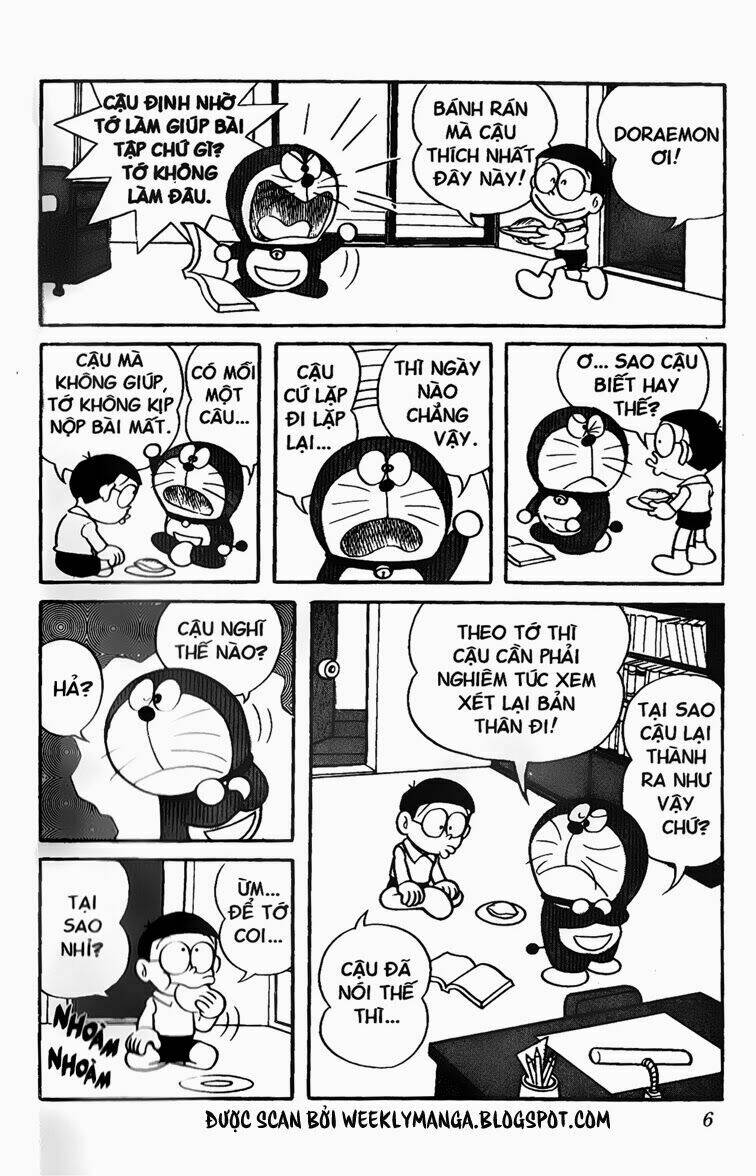 DORAEMON
ƠI!
BÁNH RÁN
MÀ CẬU
THÍCH NHẤT
ĐÂY NÀY!
CẬU ĐỊNH NHỜ
TỚ LÀM GIÚP BÀI
TẬP CHỨ GÌ?
TỚ KHÔNG
LÀM ĐÂU.
Ơ... SAO CẬU
BIẾT HAY
THẾ?
THÌ NGÀY
NÀO
CHẲNG
VẬY.
CẬU
CỨ LẶP
ĐI LẶP
LẠI...
CÓ MỖI
MỘT
CÂU...
CẬU MÀ
KHÔNG GIÚP,
TỚ KHÔNG KỊP
NỘP BÀI MẤT.
THEO TỚ THÌ
CẬU CẦN PHẢI
NGHIÊM TÚC XEM
XÉT LẠI BẢN
THÂN ĐI!
TẠI SAO
CẬU LẠI
THÀNH
RA NHƯ
VẬY
CHỨ?
CẬU ĐÃ
NÓI THẾ
THÌ...
CẬU NGHĨ
THẾ NÀO?
HẢ?
ỪM...
ĐỂ TỚ
COI...
TẠI
SAO
NHỈ?
NHOÀM
NHOÀM
ĐƯỢC SCAN BỞI WEEKLYMANGA.BLOGSPOT.COM
6